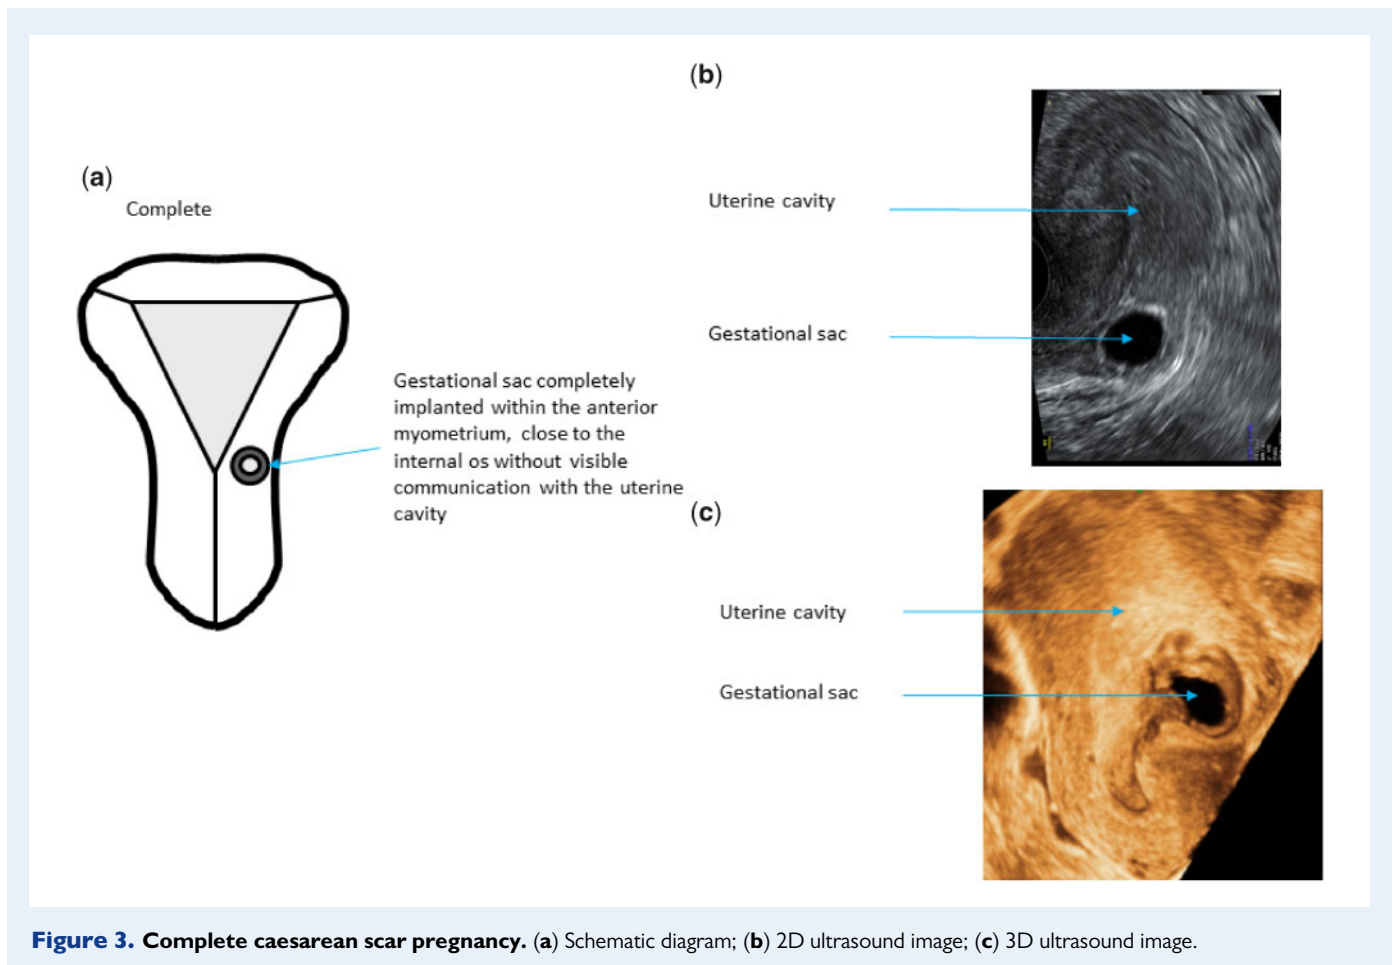 (a)
Complete
Gestational sac completely
implanted within the anterior
myometrium, close to the
internal os without visible
communication with the uterine
cavity
(b)
Uterine cavity
Gestational sac
(c)
Uterine cavity
Gestational sac
Figure 3. Complete caesarean scar pregnancy. (a) Schematic diagram; (b) 2D ultrasound image; (c) 3D ultrasound image.